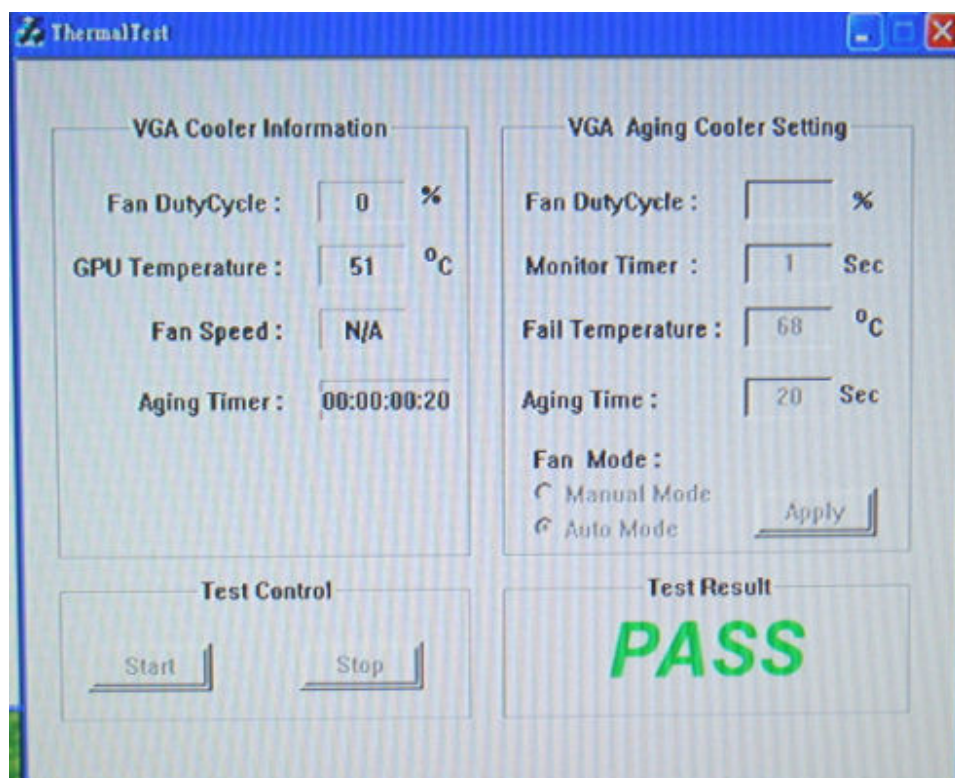 ThermalTest
VGA Cooler Information
Fan DutyCycle : 0 %
GPU Temperature : 51 °C
Fan Speed : N/A
Aging Timer : 00:00:00:20
VGA Aging Cooler Setting
Fan DutyCycle : %
Monitor Timer : 1 Sec
Fail Temperature : 68 °C
Aging Time : 20 Sec
Fan Mode :
Manual Mode
Auto Mode
Apply
Test Control
Start Stop
Test Result
PASS